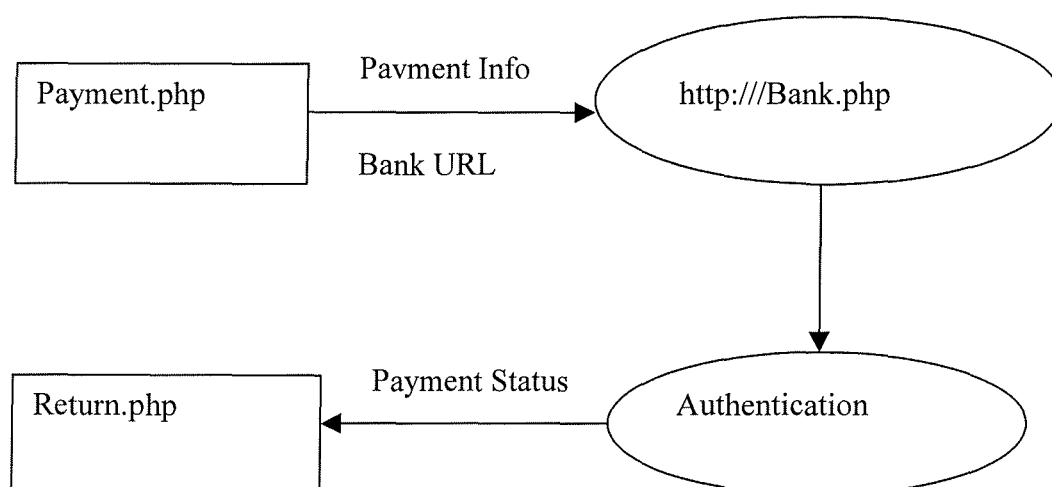 Payment.php
Pavment Info
http:///Bank.php
Bank URL
Return.php
Payment Status
Authentication